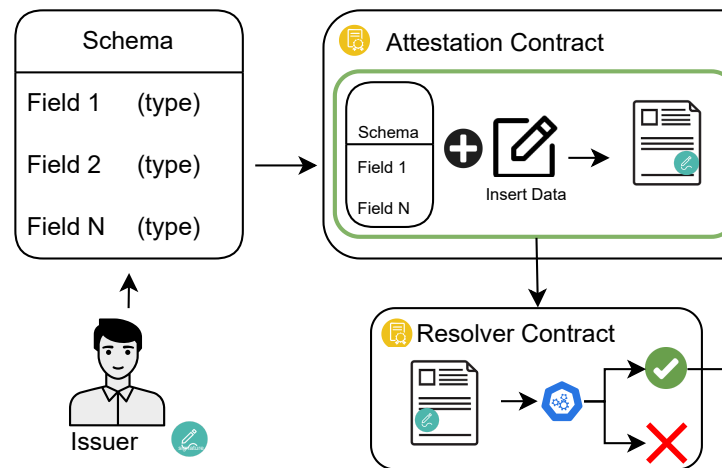 Schema
Field 1 (type)
Field 2 (type)
Field N (type)
Issuer
Attestation Contract
Schema
Field 1
Field N
Insert Data
Resolver Contract